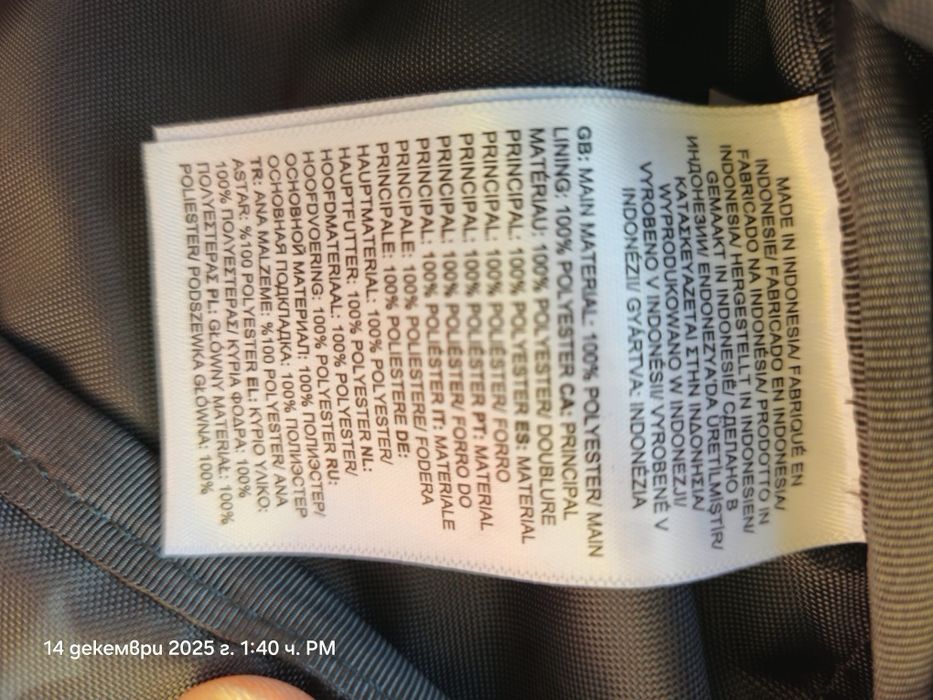 MADE IN INDONESIA/ FABRIQUÉ EN
INDONESIE/ FABRICADO EN INDONESIA/
FABRICADO NA INDONÉSIA/ PRODOTTO IN
INDONESIA/ HERGESTELLT IN INDONESIEN/
GEMAAKT IN INDONESIË/ СДЕЛАНО В
ИНДОНЕЗИИ/ ENDONEZYA'DA ÜRETİLMİŞTİR/
ΚΑΤΑΣΚΕΥΑΖΕΤΑΙ ΣΤΗΝ ΙΝΔΟΝΗΣΙΑ/
WYPRODUKOWANO W INDONEZJI/
VYROBENO V INDONÉSII/ VYROBENÉ V
INDONÉZII/ GYÁRTVA: INDONÉZIA
GB: MAIN MATERIAL: 100% POLYESTER/ MAIN
LINING: 100% POLYESTER CA: PRINCIPAL
MATÉRIAU: 100% POLYESTER/ DOUBLURE
PRINCIPAL: 100% POLYESTER ES: MATERIAL
PRINCIPAL: 100% POLIÉSTER/ FORRO
PRINCIPAL: 100% POLIÉSTER PT: MATERIAL
PRINCIPAL: 100% POLIÉSTER/ FORRO DO
PRINCIPAL: 100% POLIÉSTER IT: MATERIALE
PRINCIPALE: 100% POLIESTERE/ FODERA
PRINCIPALE: 100% POLIESTERE DE:
HAUPTMATERIAL: 100% POLYESTER/
HAUPTFUTTER: 100% POLYESTER NL:
HOOFDMATERIAAL: 100% POLYESTER/
HOOFDVOERING: 100% POLYESTER RU:
ОСНОВНОЙ МАТЕРИАЛ: 100% ПОЛИЭСТЕР/
ОСНОВНАЯ ПОДКЛАДКА: 100% ПОЛИЭСТЕР
TR: ANA MALZEME: %100 POLYESTER/ ANA
ASTAR: %100 POLYESTER EL: ΚΥΡΙΟ ΥΛΙΚΟ:
100% ΠΟΛΥΕΣΤΕΡΑΣ/ ΚΥΡΙΑ ΦΟΔΡΑ: 100%
ΠΟΛΥΕΣΤΕΡΑΣ PL: GŁÓWNY MATERIAŁ: 100%
POLIESTER/ PODSZEWKA GŁÓWNA: 100%
14 декември 2025 г. 1:40 ч. PM